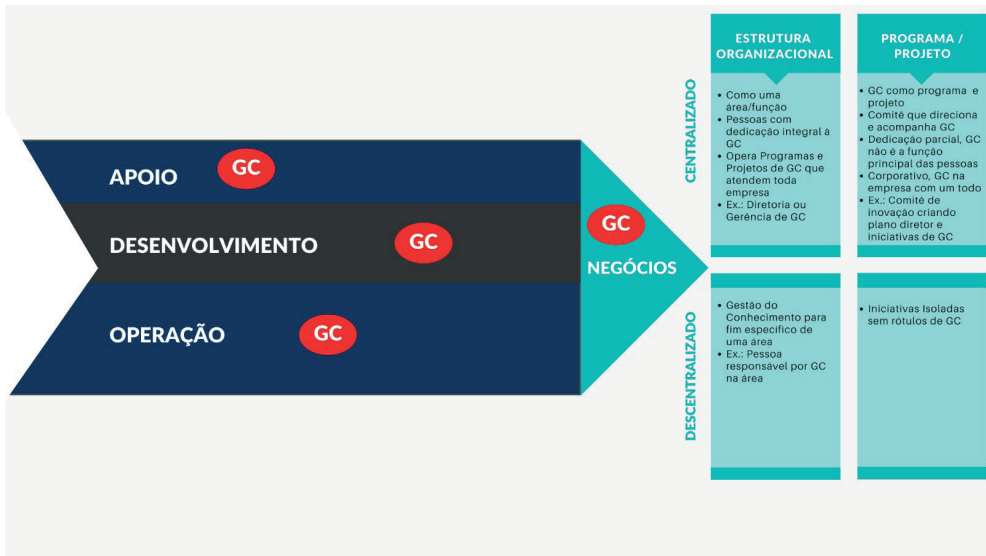 APOIO
GC
DESENVOLVIMENTO
GC
OPERAÇÃO
GC
GC
NEGÓCIOS
ESTRUTURA
ORGANIZACIONAL
PROGRAMA /
PROJETO
CENTRALIZADO
• Como uma
área/função
• Pessoas com
dedicação integral à
GC
• Opera Programas e
Projetos de GC que
atendem toda
empresa
• Ex.: Diretoria ou
Gerência de GC
• GC como programa e
projeto
• Comitê que direciona
e acompanha GC
• Dedicação parcial, GC
não é a função
principal das pessoas
• Corporativo, GC na
empresa com um todo
• Ex.: Comitê de
inovação criando
plano diretor e
iniciativas de GC
DESCENTRALIZADO
• Gestão do
Conhecimento para
fim especifico de
uma área
• Ex.: Pessoa
responsável por GC
na área
• Iniciativas Isoladas
sem rótulos de GC